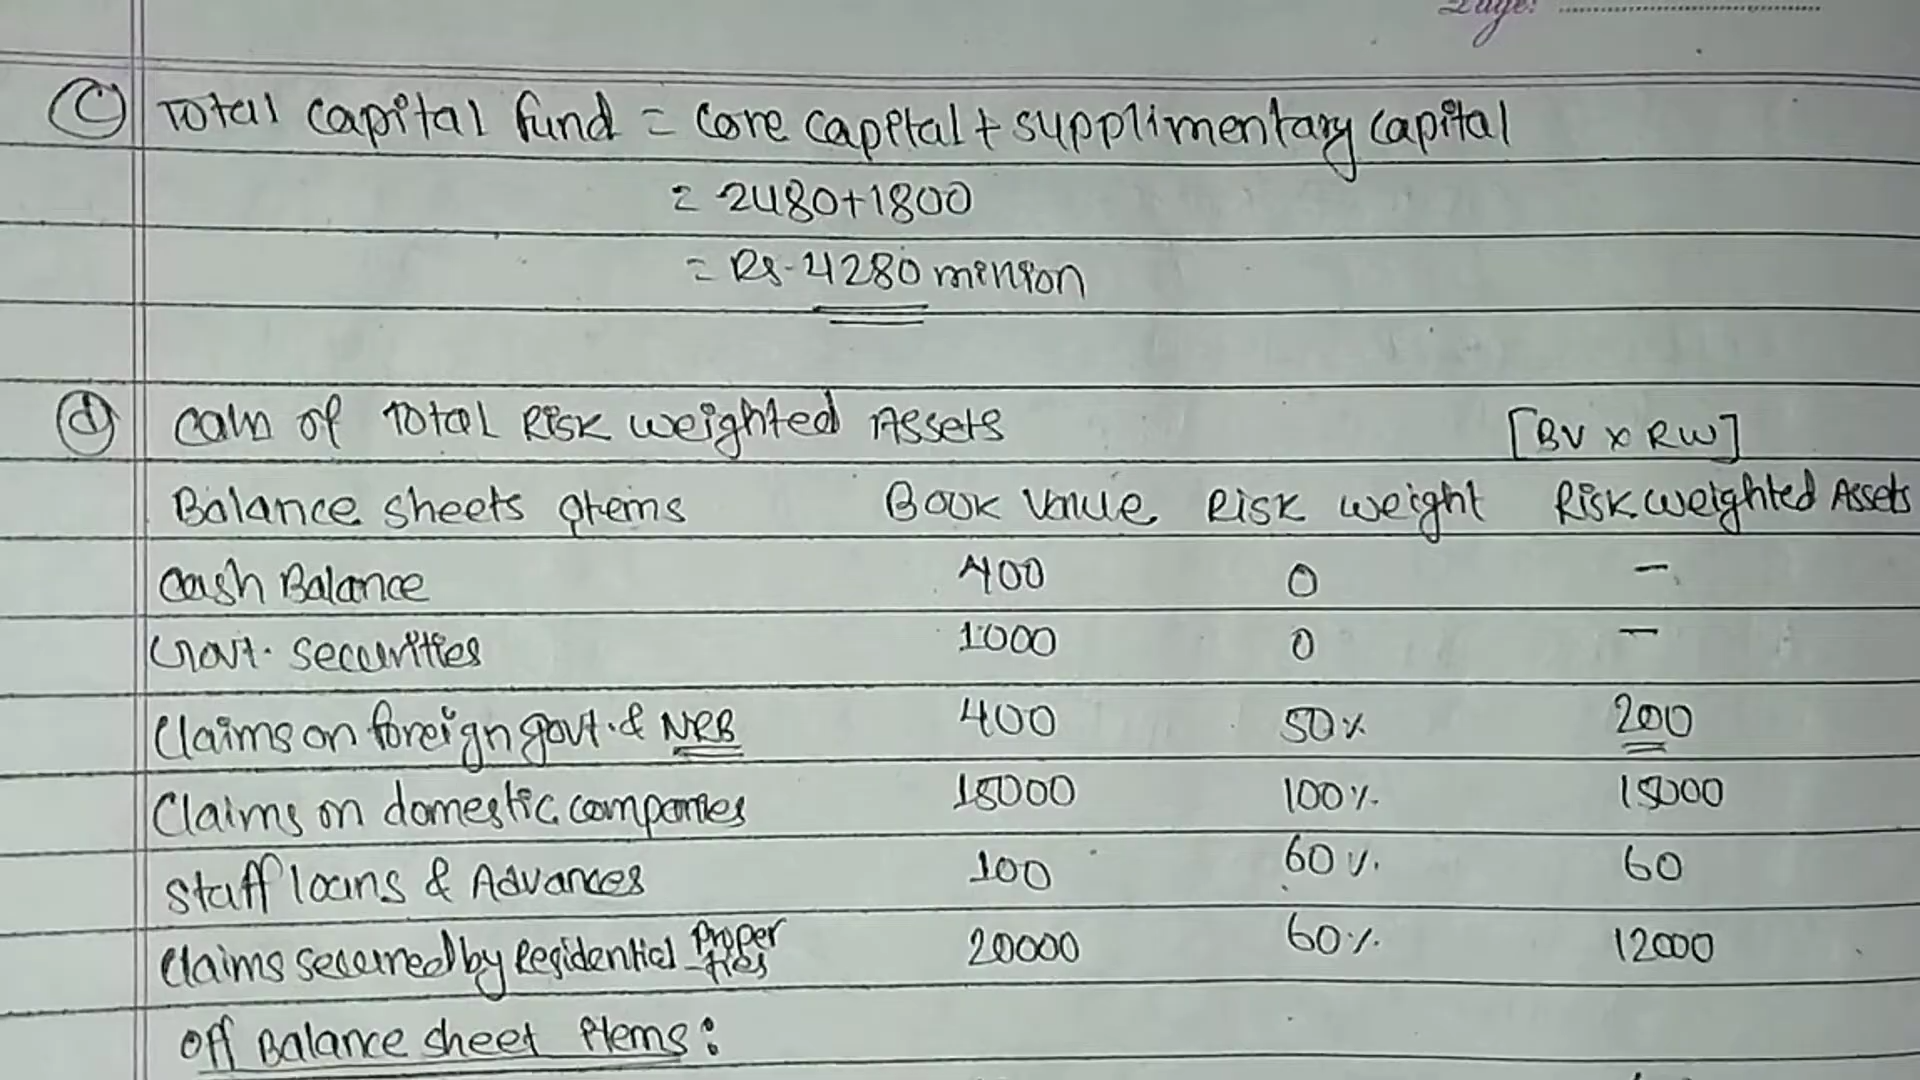 Page: ..............................
(C) Total capital fund = core capital + supplimentary capital
= 2480+1800
= Rs. 4280 million
(d) caln of Total Risk weighted Assets [BV x RW]
Balance sheets items Book Value Risk weight Risk weighted Assets
Cash Balance 400 0 —
Govt. securities 1000 0 —
Claims on foreign govt. & NRB 400 50% 200
Claims on domestic companies 15000 100% 15000
Staff loans & Advances 100 60% 60
Claims secured by Residential Properties 20000 60% 12000
Off Balance sheet items: